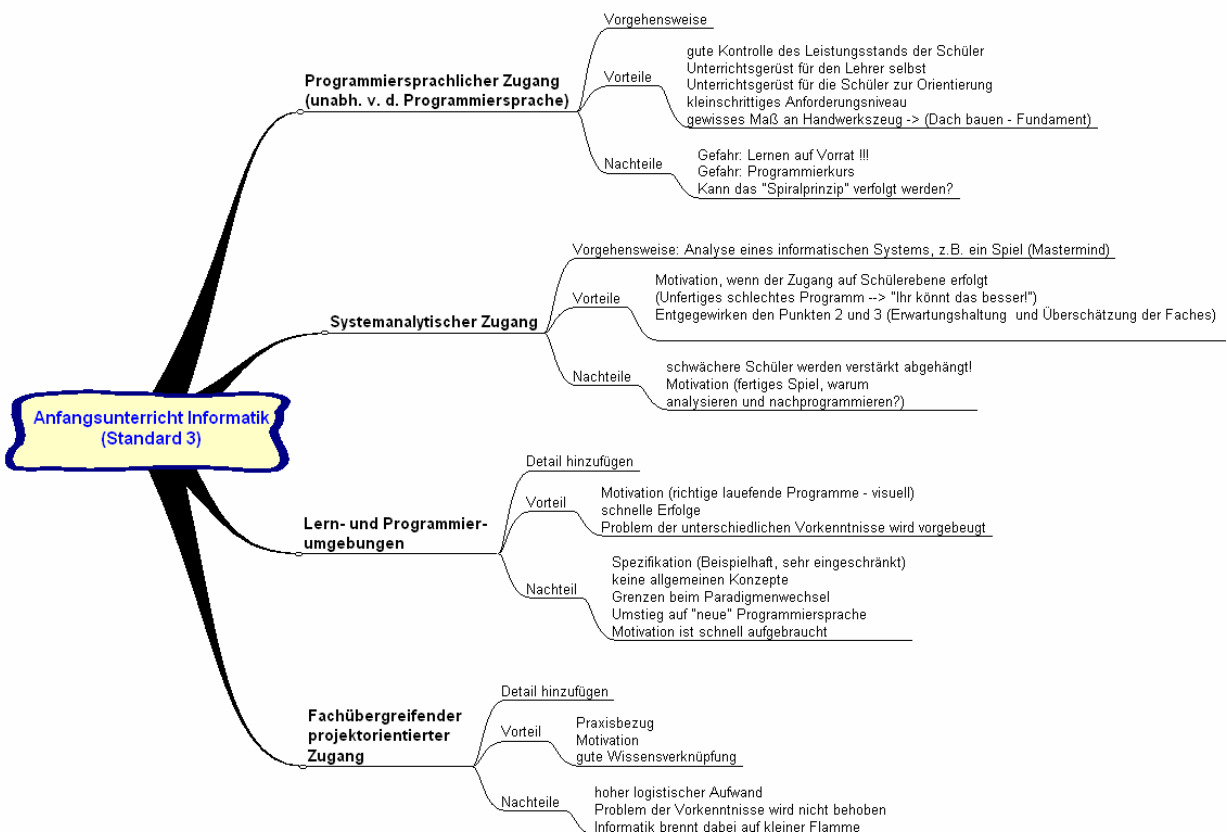 Anfangsunterricht Informatik
(Standard 3)
Programmiersprachlicher Zugang
(unabh. v. d. Programmiersprache)
Vorgehensweise
Vorteile
gute Kontrolle des Leistungsstands der Schüler
Unterrichtsgerüst für den Lehrer selbst
Unterrichtsgerüst für die Schüler zur Orientierung
kleinschrittiges Anforderungsniveau
gewisses Maß an Handwerkszeug -> (Dach bauen - Fundament)
Nachteile
Gefahr: Lernen auf Vorrat !!!
Gefahr: Programmierkurs
Kann das "Spiralprinzip" verfolgt werden?
Systemanalytischer Zugang
Vorgehensweise: Analyse eines informatischen Systems, z.B. ein Spiel (Mastermind)
Vorteile
Motivation, wenn der Zugang auf Schülerebene erfolgt
(Unfertiges schlechtes Programm --> "Ihr könnt das besser!")
Entgegewirken den Punkten 2 und 3 (Erwartungshaltung und Überschätzung der Faches)
Nachteile
schwächere Schüler werden verstärkt abgehängt!
Motivation (fertiges Spiel, warum
analysieren und nachprogrammieren?)
Lern- und Programmier-
umgebungen
Detail hinzufügen
Vorteil
Motivation (richtige lauefende Programme - visuell)
schnelle Erfolge
Problem der unterschiedlichen Vorkenntnisse wird vorgebeugt
Nachteil
Spezifikation (Beispielhaft, sehr eingeschränkt)
keine allgemeinen Konzepte
Grenzen beim Paradigmenwechsel
Umstieg auf "neue" Programmiersprache
Motivation ist schnell aufgebraucht
Fachübergreifender
projektorientierter
Zugang
Detail hinzufügen
Vorteil
Praxisbezug
Motivation
gute Wissensverknüpfung
Nachteile
hoher logistischer Aufwand
Problem der Vorkenntnisse wird nicht behoben
Informatik brennt dabei auf kleiner Flamme